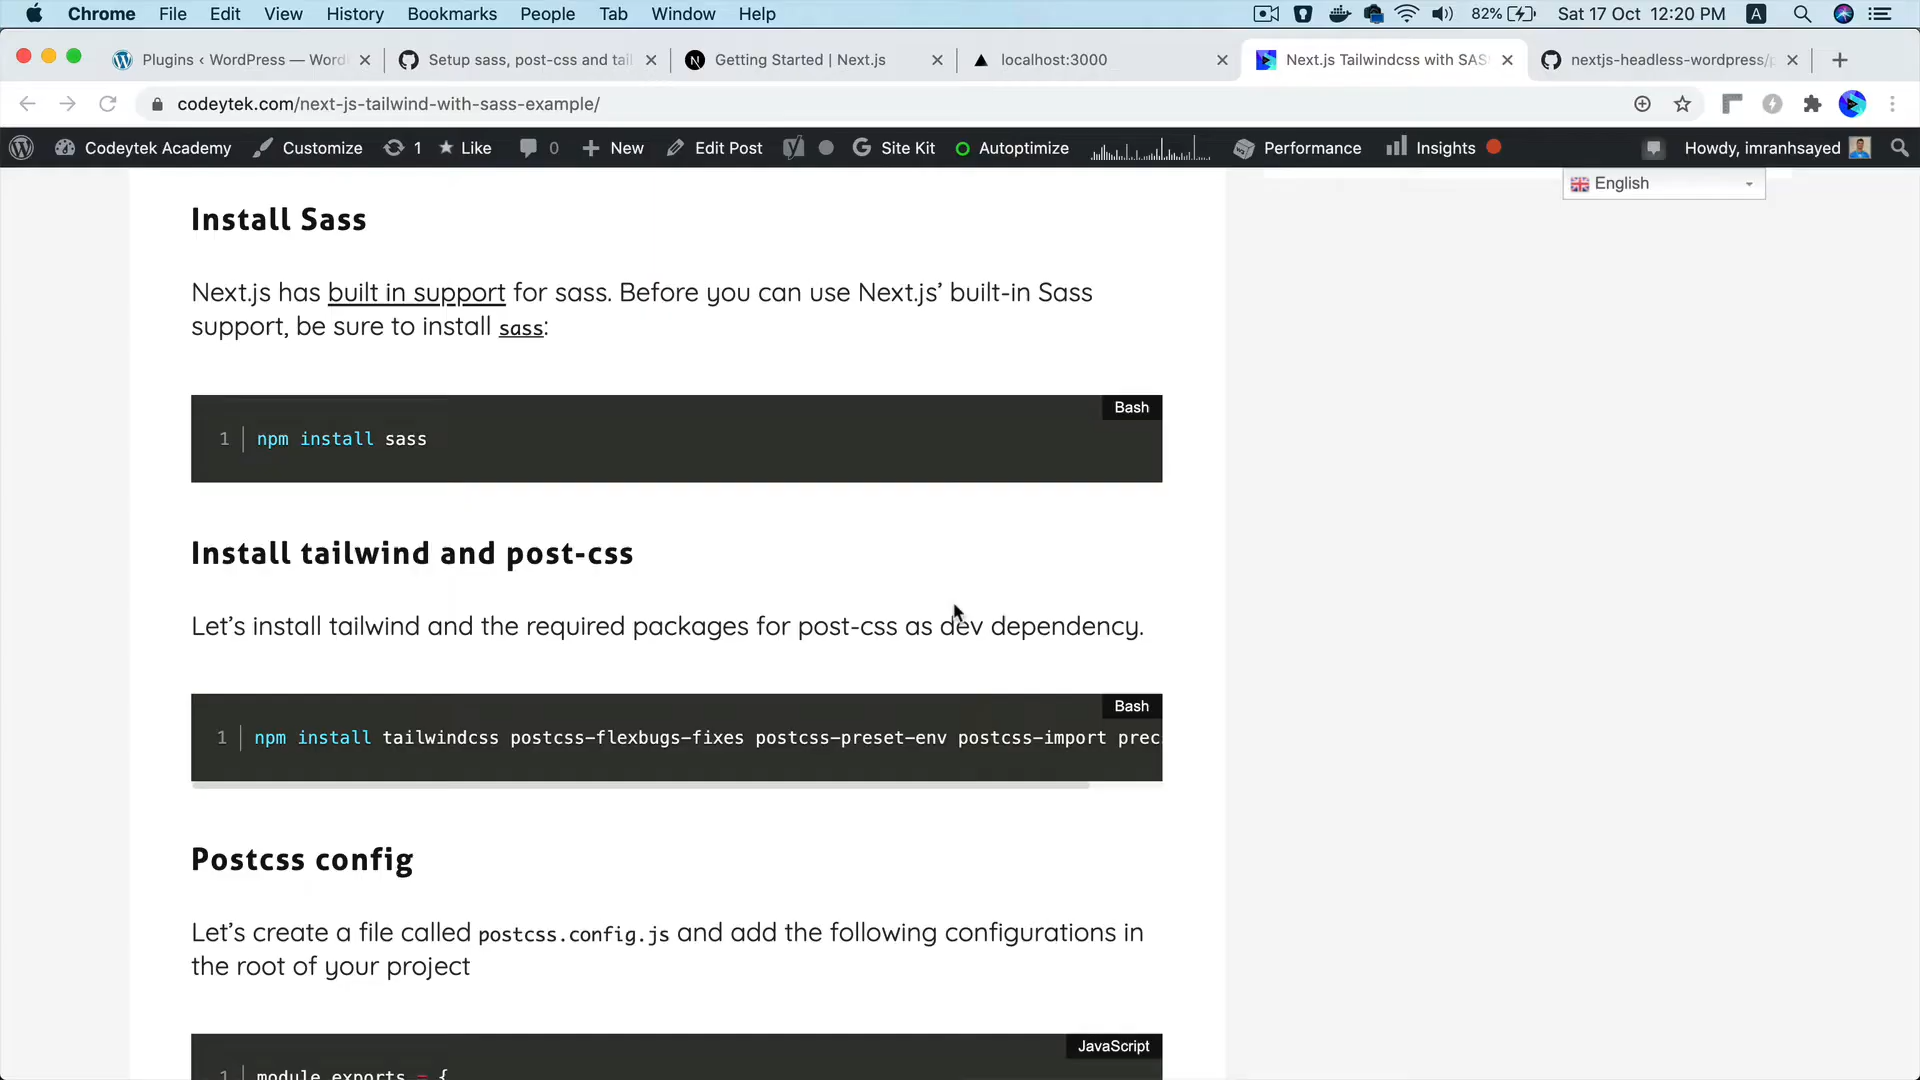 Chrome File Edit View History Bookmarks People Tab Window Help 82% Sat 17 Oct 12:20 PM A
Plugins ‹ WordPress — Word Setup sass, post-css and tail Getting Started | Next.js localhost:3000 Next.js Tailwindcss with SAS nextjs-headless-wordpress/p
codeytek.com/next-js-tailwind-with-sass-example/
Codeytek Academy Customize 1 Like 0 New Edit Post Site Kit Autoptimize Performance Insights Howdy, imranhsayed
English
Install Sass
Next.js has built in support for sass. Before you can use Next.js’ built-in Sass
support, be sure to install sass:
Bash
1 npm install sass
Install tailwind and post-css
Let’s install tailwind and the required packages for post-css as dev dependency.
Bash
1 npm install tailwindcss postcss-flexbugs-fixes postcss-preset-env postcss-import prec
Postcss config
Let’s create a file called postcss.config.js and add the following configurations in
the root of your project
JavaScript
1 module.exports = {